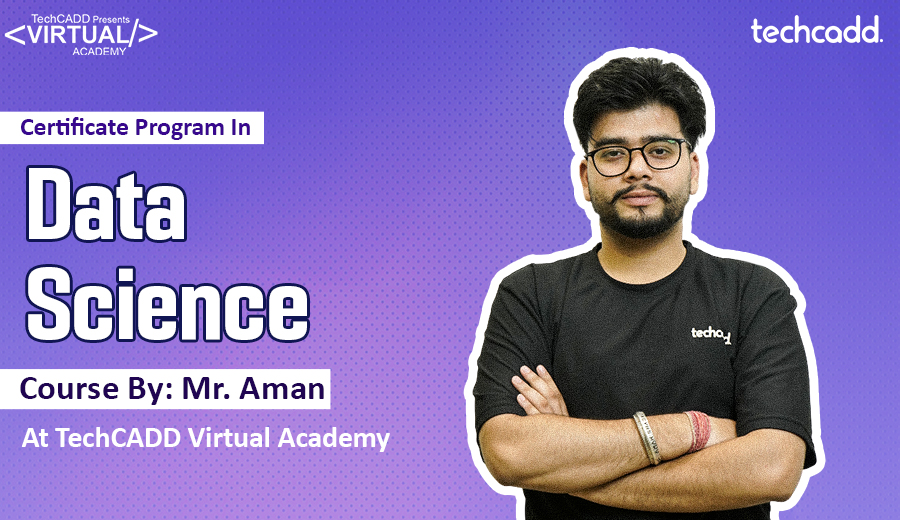 TechCADD Presents
<VIRTUAL/>
ACADEMY
techcadd.
Certificate Program In
Data
Science
Course By: Mr. Aman
At TechCADD Virtual Academy